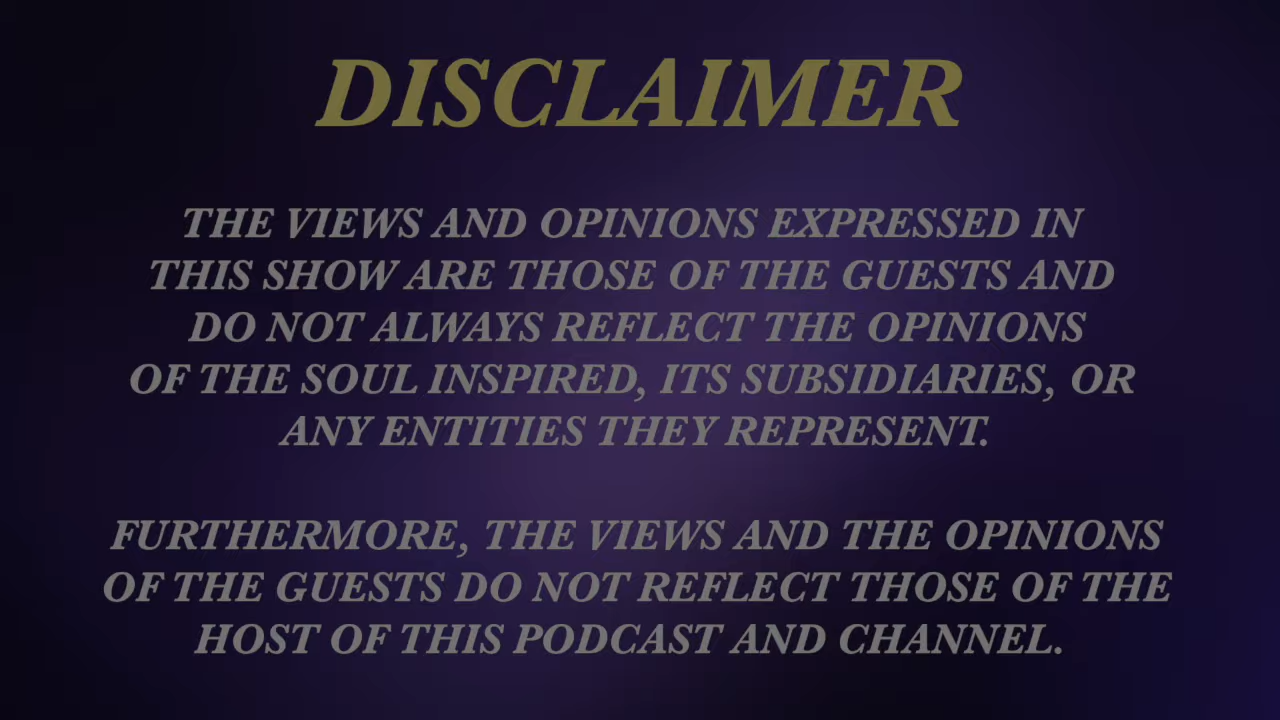 DISCLAIMER
THE VIEWS AND OPINIONS EXPRESSED IN
THIS SHOW ARE THOSE OF THE GUESTS AND
DO NOT ALWAYS REFLECT THE OPINIONS
OF THE SOUL INSPIRED, ITS SUBSIDIARIES, OR
ANY ENTITIES THEY REPRESENT.
FURTHERMORE, THE VIEWS AND THE OPINIONS
OF THE GUESTS DO NOT REFLECT THOSE OF THE
HOST OF THIS PODCAST AND CHANNEL.